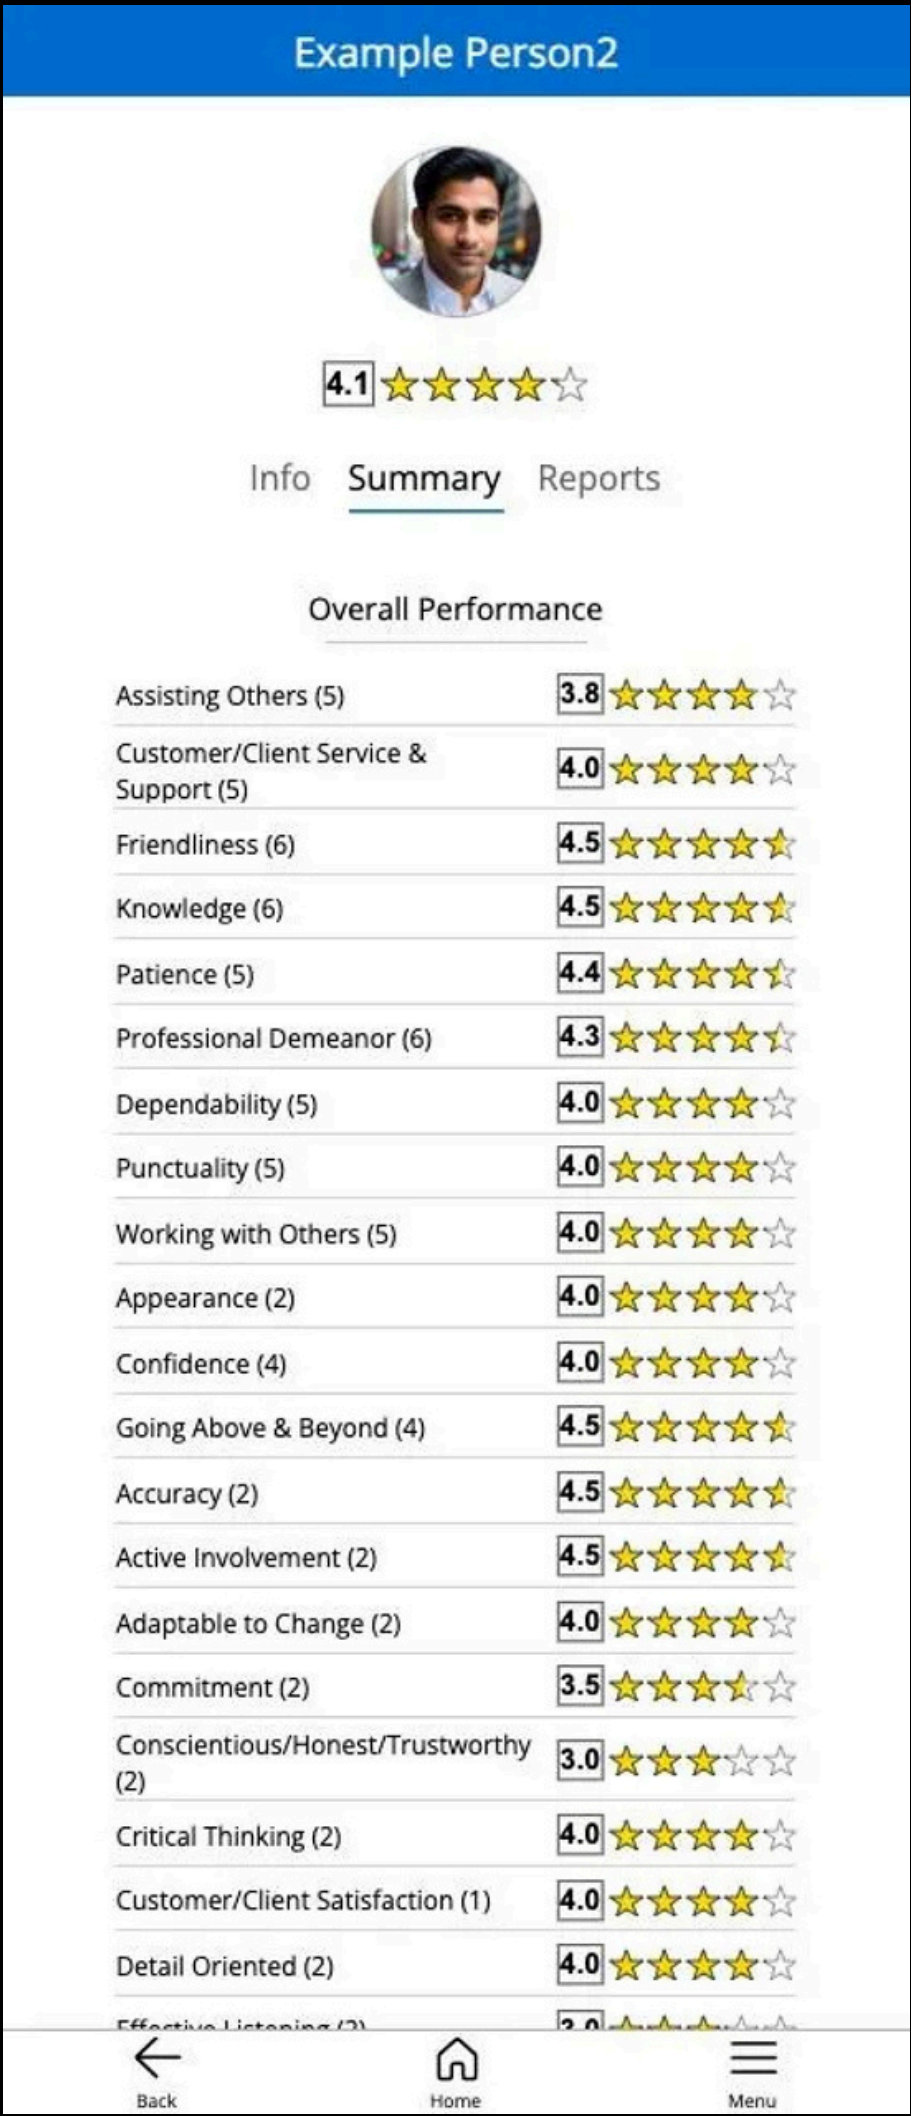 Example Person2
4.1
Info Summary Reports
Overall Performance
Assisting Others (5) 3.8
Customer/Client Service &
Support (5) 4.0
Friendliness (6) 4.5
Knowledge (6) 4.5
Patience (5) 4.4
Professional Demeanor (6) 4.3
Dependability (5) 4.0
Punctuality (5) 4.0
Working with Others (5) 4.0
Appearance (2) 4.0
Confidence (4) 4.0
Going Above & Beyond (4) 4.5
Accuracy (2) 4.5
Active Involvement (2) 4.5
Adaptable to Change (2) 4.0
Commitment (2) 3.5
Conscientious/Honest/Trustworthy
(2) 3.0
Critical Thinking (2) 4.0
Customer/Client Satisfaction (1) 4.0
Detail Oriented (2) 4.0
Effective Listening
Back Home Menu